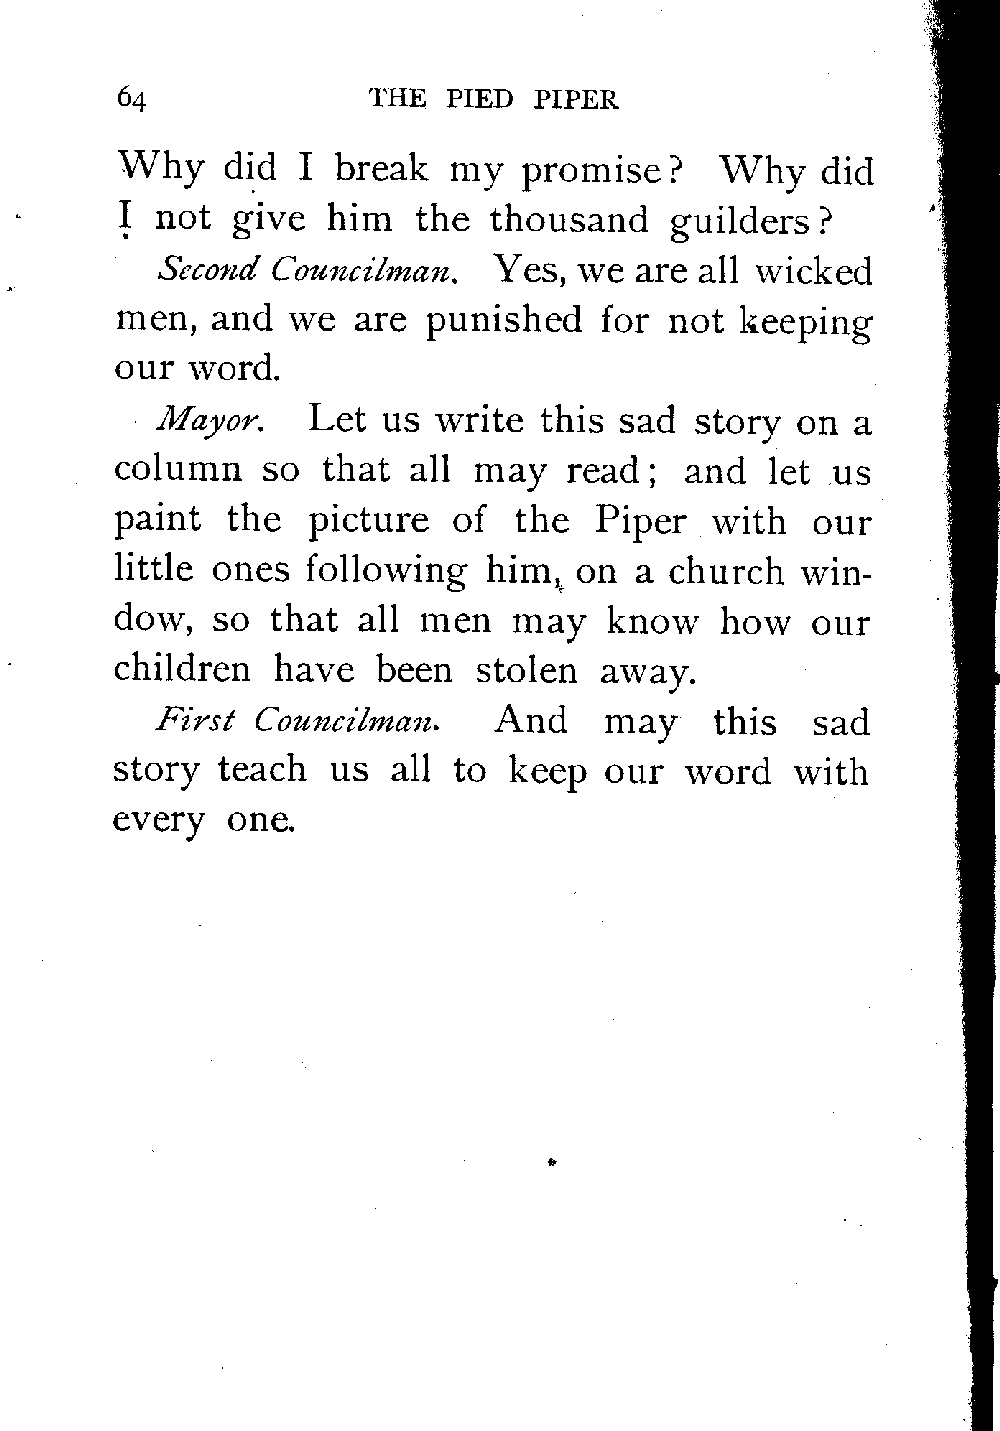 64 THE PIED PIPER
Why did I break my promise? Why did
I not give him the thousand guilders?
Second Councilman. Yes, we are all wicked
men, and we are punished for not keeping
our word.
Mayor. Let us write this sad story on a
column so that all may read; and let us
paint the picture of the Piper with our
little ones following him, on a church win-
dow, so that all men may know how our
children have been stolen away.
First Councilman. And may this sad
story teach us all to keep our word with
every one.